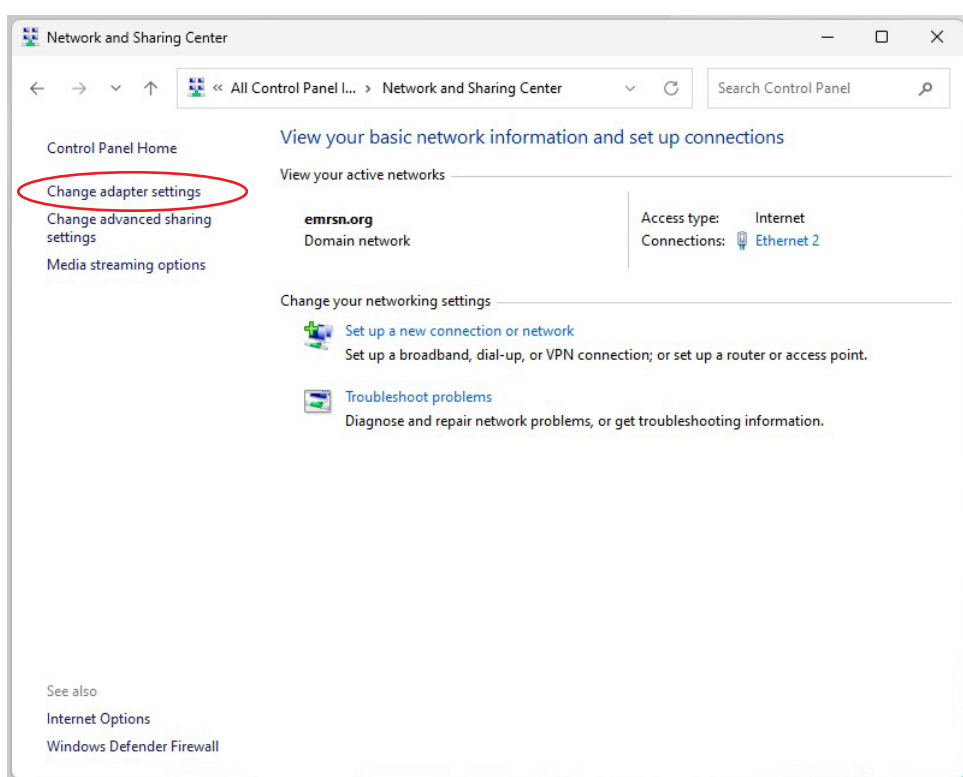 Network and Sharing Center
« All Control Panel I... › Network and Sharing Center
Search Control Panel
Control Panel Home
Change adapter settings
Change advanced sharing
settings
Media streaming options
View your basic network information and set up connections
View your active networks
emrsn.org
Domain network
Access type: Internet
Connections: Ethernet 2
Change your networking settings
Set up a new connection or network
Set up a broadband, dial-up, or VPN connection; or set up a router or access point.
Troubleshoot problems
Diagnose and repair network problems, or get troubleshooting information.
See also
Internet Options
Windows Defender Firewall